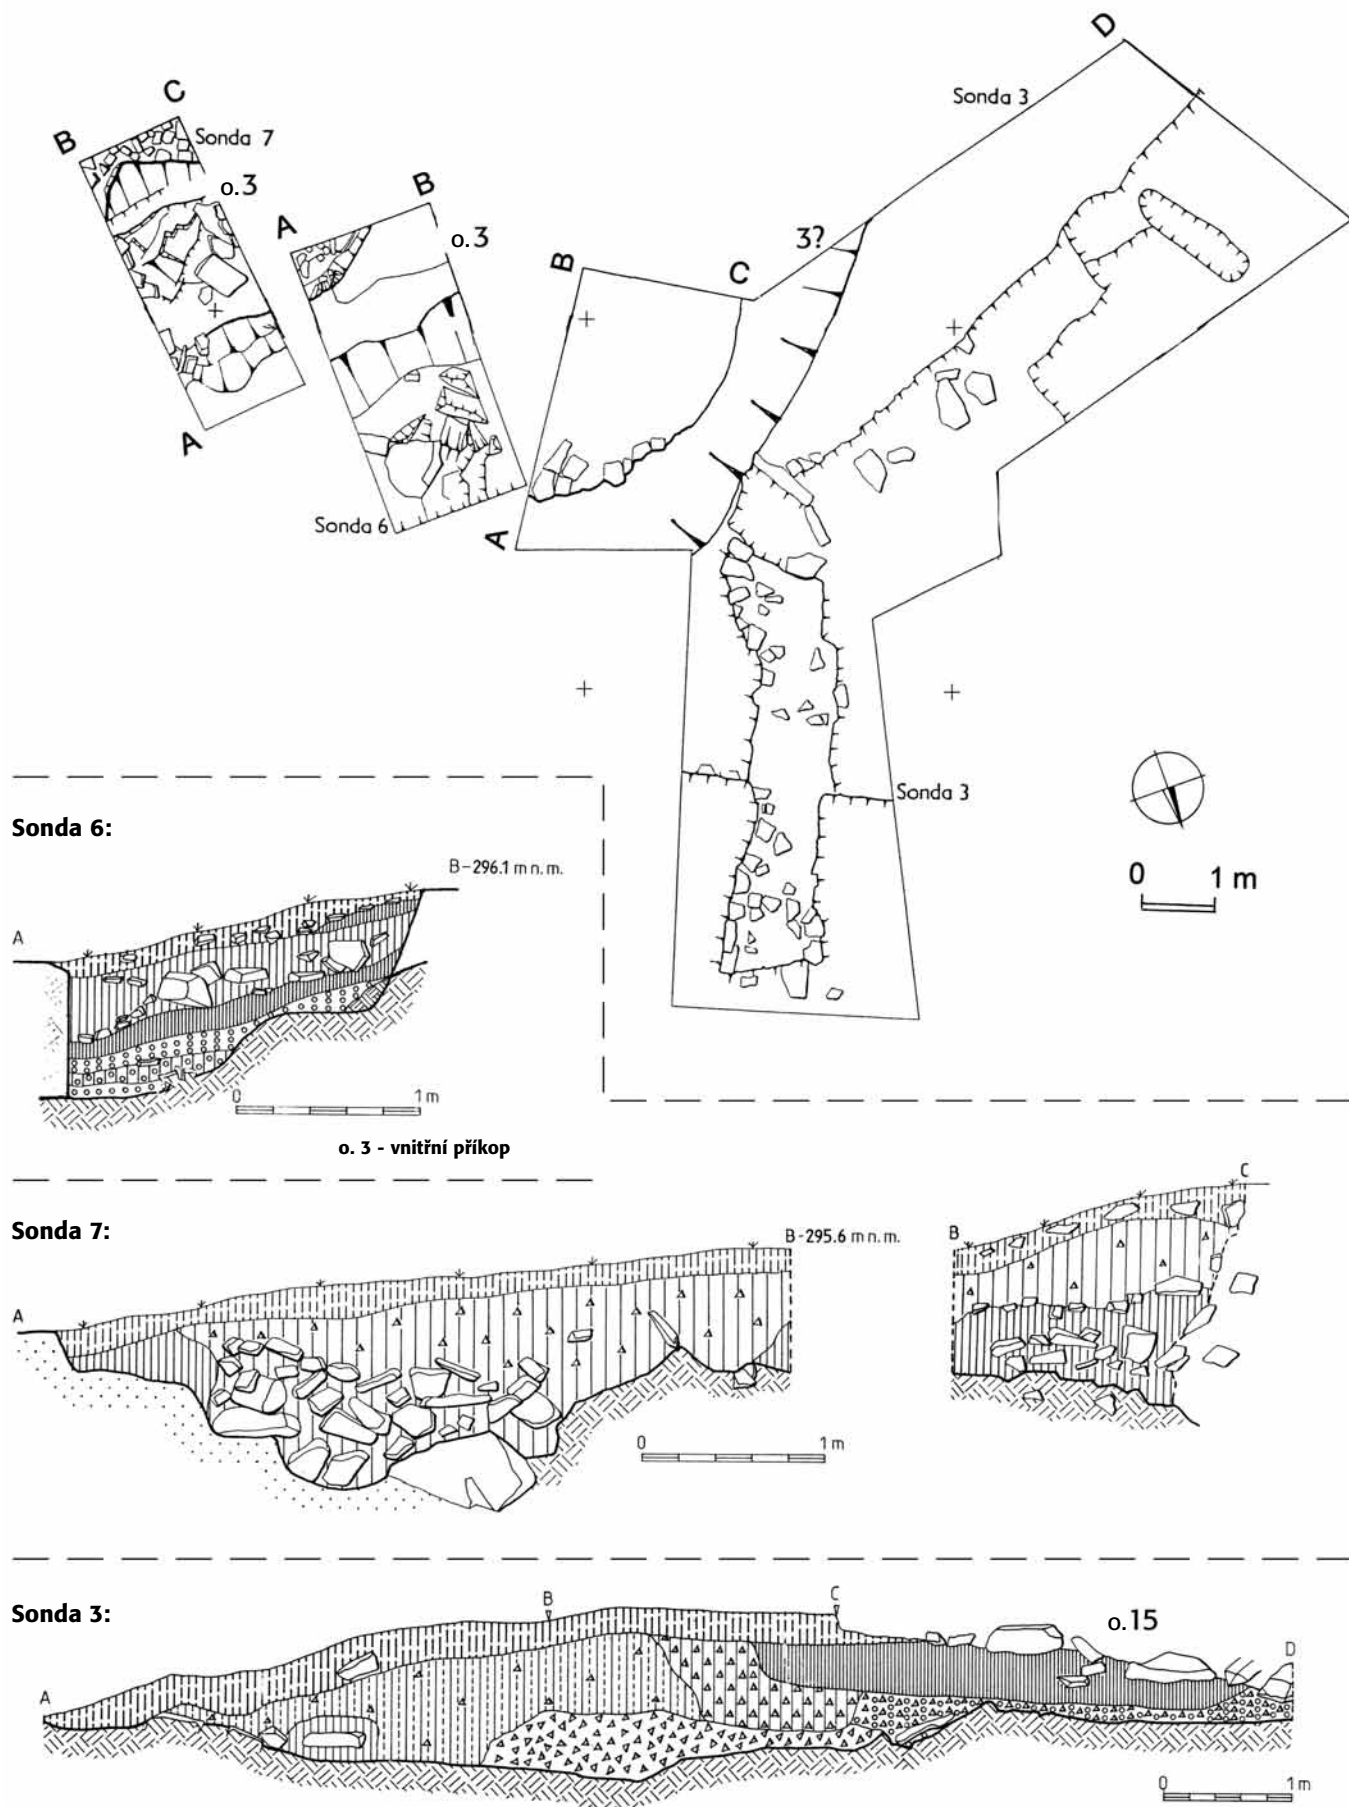 D
Sonda 3
C
B
Sonda 7
o.3
B
A
o.3
3?
B
C
A
Sonda 6
A
Sonda 3
0 1 m
Sonda 6:
B-296.1 m n. m.
A
0 1 m
o. 3 - vnitřní příkop
Sonda 7:
B-295.6 m n. m.
A
0 1 m
C
B
Sonda 3:
B
C
o.15
D
A
0 1 m